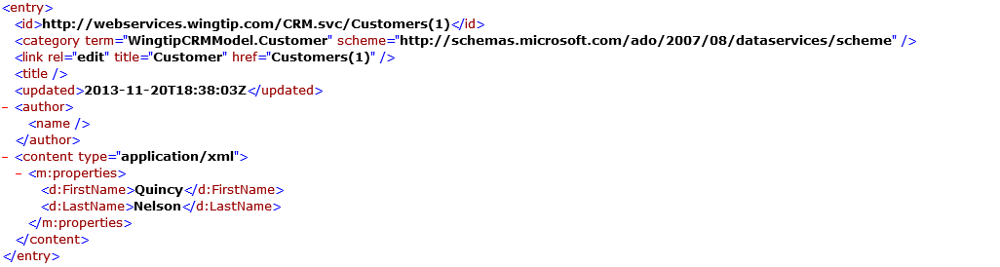 <entry>
<id>http://webservices.wingtip.com/CRM.svc/Customers(1)</id>
<category term="WingtipCRMModel.Customer" scheme="http://schemas.microsoft.com/ado/2007/08/dataservices/scheme" />
<link rel="edit" title="Customer" href="Customers(1)" />
<title />
<updated>2013-11-20T18:38:03Z</updated>
- <author>
<name />
</author>
- <content type="application/xml">
- <m:properties>
<d:FirstName>Quincy</d:FirstName>
<d:LastName>Nelson</d:LastName>
</m:properties>
</content>
</entry>